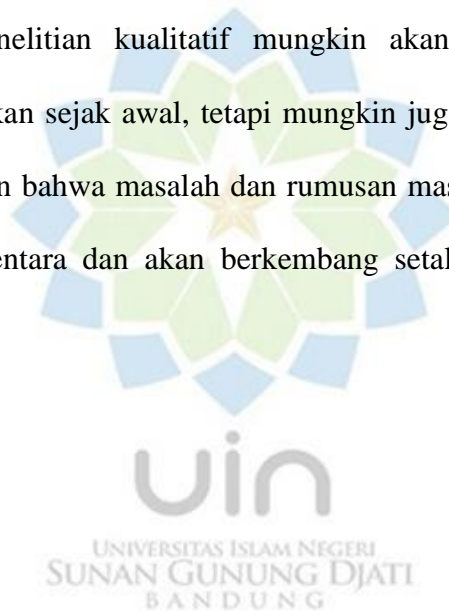 nelitian kualitatif mungkin akan
kan sejak awal, tetapi mungkin jug
n bahwa masalah dan rumusan mas
entara dan akan berkembang setal
uin
UNIVERSITAS ISLAM NEGERI
SUNAN GUNUNG DJATI
BANDUNG